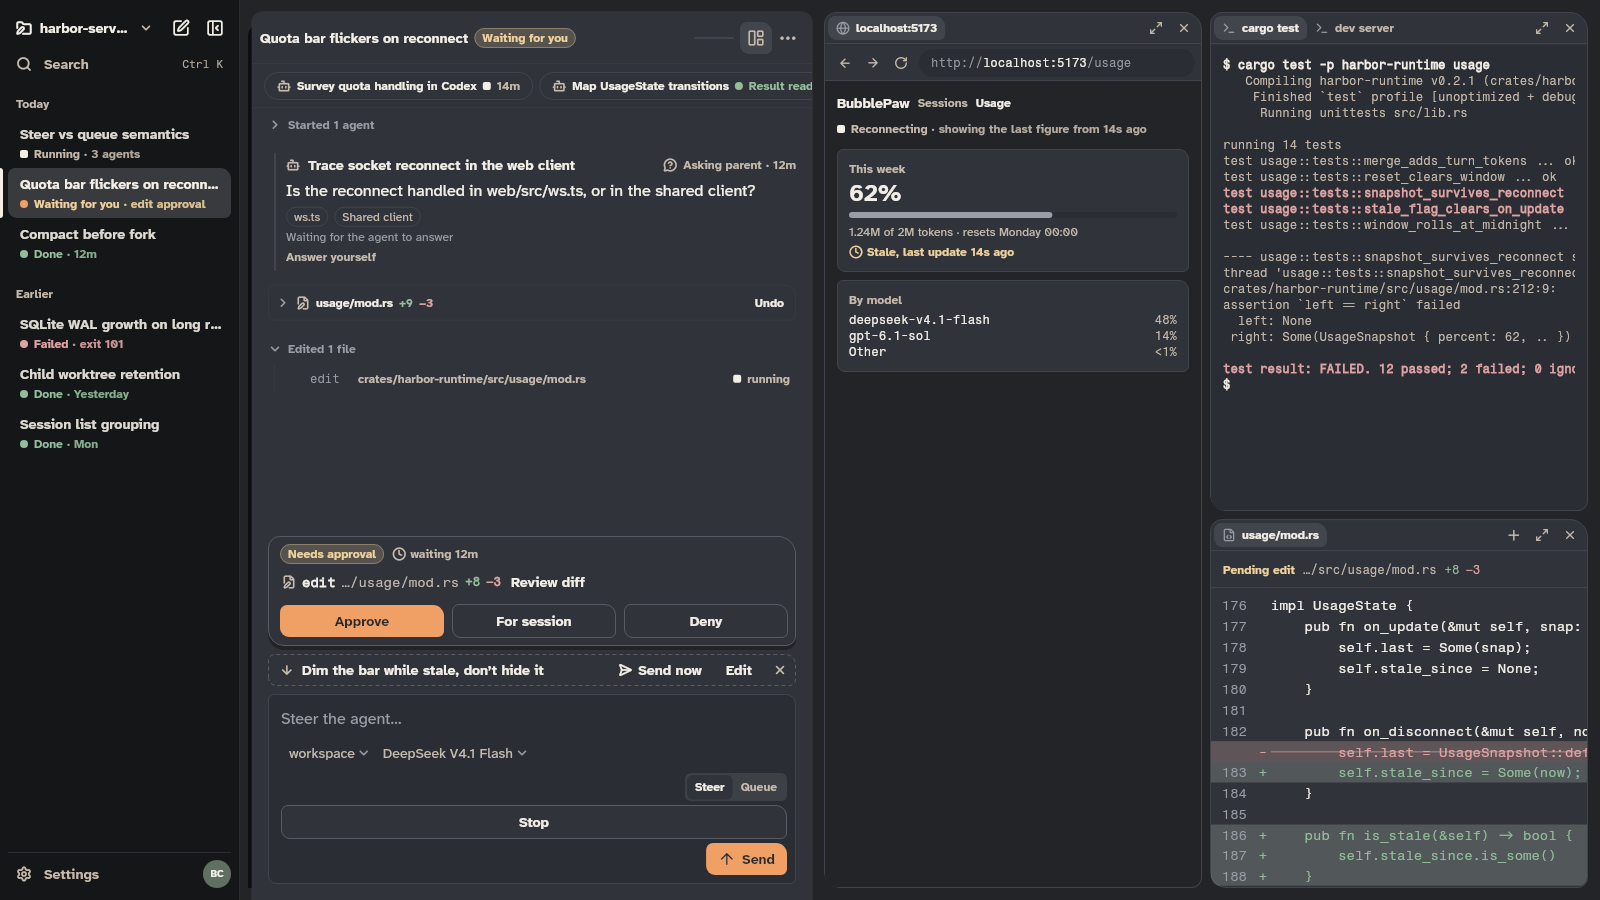 harbor-serv...
Search Ctrl K
Today
Steer vs queue semantics
Running · 3 agents
Quota bar flickers on reconn...
Waiting for you · edit approval
Compact before fork
Done · 12m
Earlier
SQLite WAL growth on long r...
Failed · exit 101
Child worktree retention
Done · Yesterday
Session list grouping
Done · Mon
Settings BC
Quota bar flickers on reconnect Waiting for you
Survey quota handling in Codex 14m Map UsageState transitions Result read
Started 1 agent
Trace socket reconnect in the web client Asking parent · 12m
Is the reconnect handled in web/src/ws.ts, or in the shared client?
ws.ts Shared client
Waiting for the agent to answer
Answer yourself
usage/mod.rs +9 −3 Undo
Edited 1 file
edit crates/harbor-runtime/src/usage/mod.rs running
Needs approval waiting 12m
edit …/usage/mod.rs +8 −3 Review diff
Approve For session Deny
Dim the bar while stale, don't hide it Send now Edit
Steer the agent...
workspace DeepSeek V4.1 Flash
Steer Queue
Stop
Send
localhost:5173
http://localhost:5173/usage
BubblePaw Sessions Usage
Reconnecting · showing the last figure from 14s ago
This week
62%
1.24M of 2M tokens · resets Monday 00:00
Stale, last update 14s ago
By model
deepseek-v4.1-flash 48%
gpt-6.1-sol 14%
Other <1%
cargo test dev server
$ cargo test -p harbor-runtime usage
Compiling harbor-runtime v0.2.1 (crates/harbo
Finished `test` profile [unoptimized + debug
Running unittests src/lib.rs
running 14 tests
test usage::tests::merge_adds_turn_tokens ... ok
test usage::tests::reset_clears_window ... ok
test usage::tests::snapshot_survives_reconnect
test usage::tests::stale_flag_clears_on_update
test usage::tests::window_rolls_at_midnight ...
---- usage::tests::snapshot_survives_reconnect s
thread 'usage::tests::snapshot_survives_reconnec
crates/harbor-runtime/src/usage/mod.rs:212:9:
assertion `left == right` failed
left: None
right: Some(UsageSnapshot { percent: 62, .. })
test result: FAILED. 12 passed; 2 failed; 0 igno
$
usage/mod.rs
Pending edit …/src/usage/mod.rs +8 −3
176 impl UsageState {
177 pub fn on_update(&mut self, snap:
178 self.last = Some(snap);
179 self.stale_since = None;
180 }
181
182 pub fn on_disconnect(&mut self, no
- self.last = UsageSnapshot::def
183 + self.stale_since = Some(now);
184 }
185
186 + pub fn is_stale(&self) -> bool {
187 + self.stale_since.is_some()
188 + }